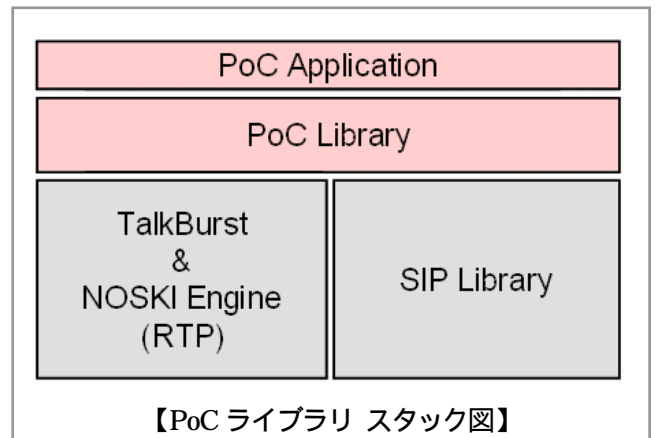 PoC Application
PoC Library
TalkBurst
&
NOSKI Engine
(RTP)
SIP Library
【PoC ライブラリ スタック図】